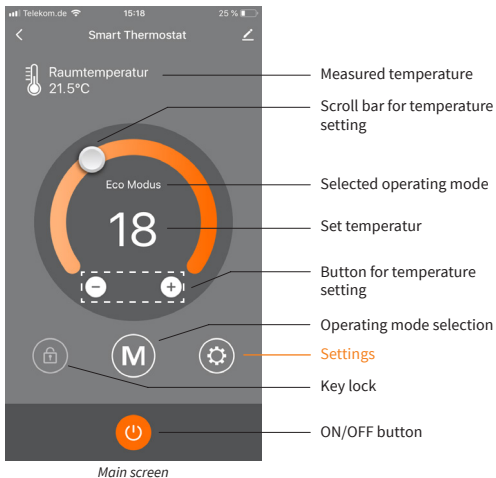 Telekom.de 15:18 25 %
Smart Thermostat
Raumtemperatur
21.5°C
Measured temperature
Scroll bar for temperature
setting
Eco Modus
Selected operating mode
18
Set temperatur
Button for temperature
setting
Operating mode selection
M
Settings
Key lock
ON/OFF button
Main screen